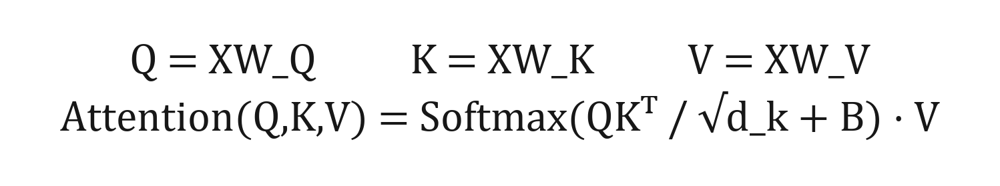 Q = XW_Q K = XW_K V = XW_V
Attention(Q,K,V) = Softmax(QKᵀ / √d_k + B) · V